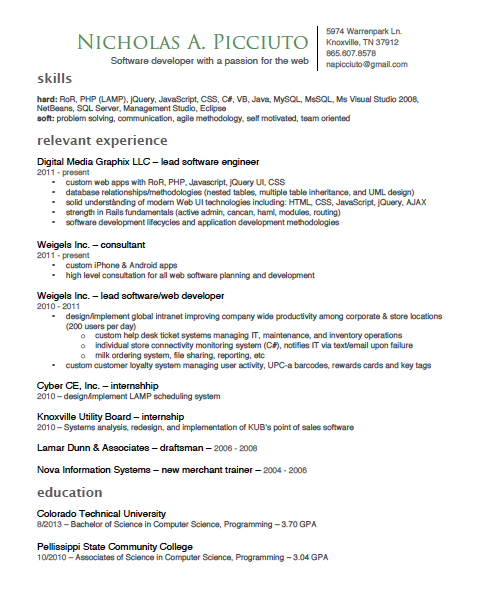 Nicholas A. Picciuto
Software developer with a passion for the web
5974 Warrenpark Ln.
Knoxville, TN 37912
865.607.8578
napicciuto@gmail.com
skills
hard: RoR, PHP (LAMP), jQuery, JavaScript, CSS, C#, VB, Java, MySQL, MsSQL, Ms Visual Studio 2008,
NetBeans, SQL Server, Management Studio, Eclipse
soft: problem solving, communication, agile methodology, self motivated, team oriented
relevant experience
Digital Media Graphix LLC – lead software engineer
2011 - present
- custom web apps with RoR, PHP, Javascript, jQuery UI, CSS
- database relationships/methodologies (nested tables, multiple table inheritance, and UML design)
- solid understanding of modern Web UI technologies including: HTML, CSS, JavaScript, jQuery, AJAX
- strength in Rails fundamentals (active admin, cancan, haml, modules, routing)
- software development lifecycles and application development methodologies
Weigels Inc. – consultant
2011 - present
- custom iPhone & Android apps
- high level consultation for all web software planning and development
Weigels Inc. – lead software/web developer
2010 - 2011
- design/implement global intranet improving company wide productivity among corporate & store locations
(200 users per day)
o custom help desk ticket systems managing IT, maintenance, and inventory operations
o individual store connectivity monitoring system (C#), notifies IT via text/email upon failure
o milk ordering system, file sharing, reporting, etc
- custom customer loyalty system managing user activity, UPC-a barcodes, rewards cards and key tags
Cyber CE, Inc. – internshhip
2010 – design/implement LAMP scheduling system
Knoxville Utility Board – internship
2010 – Systems analysis, redesign, and implementation of KUB's point of sales software
Lamar Dunn & Associates – draftsman – 2006 - 2008
Nova Information Systems – new merchant trainer – 2004 - 2006
education
Colorado Technical University
8/2013 – Bachelor of Science in Computer Science, Programming – 3.70 GPA
Pellissippi State Community College
10/2010 – Associates of Science in Computer Science, Programming – 3.04 GPA